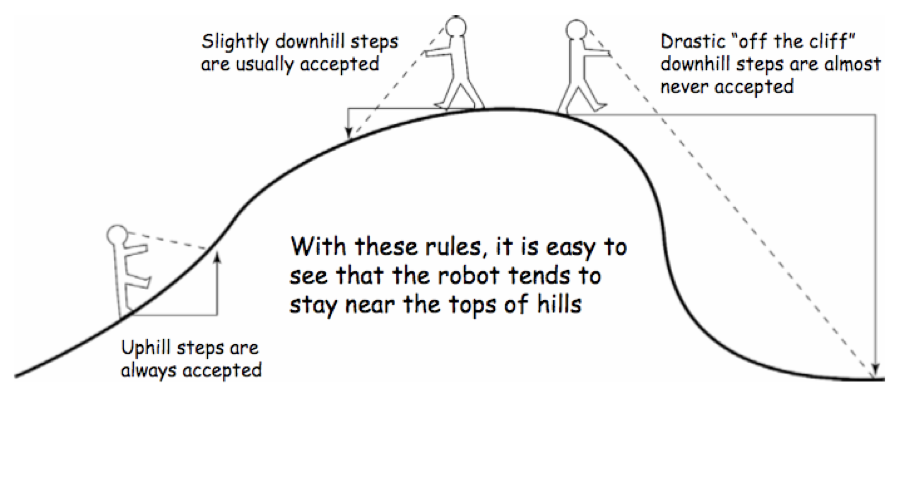 Slightly downhill steps
are usually accepted
Drastic “off the cliff”
downhill steps are almost
never accepted
With these rules, it is easy to
see that the robot tends to
stay near the tops of hills
Uphill steps are
always accepted